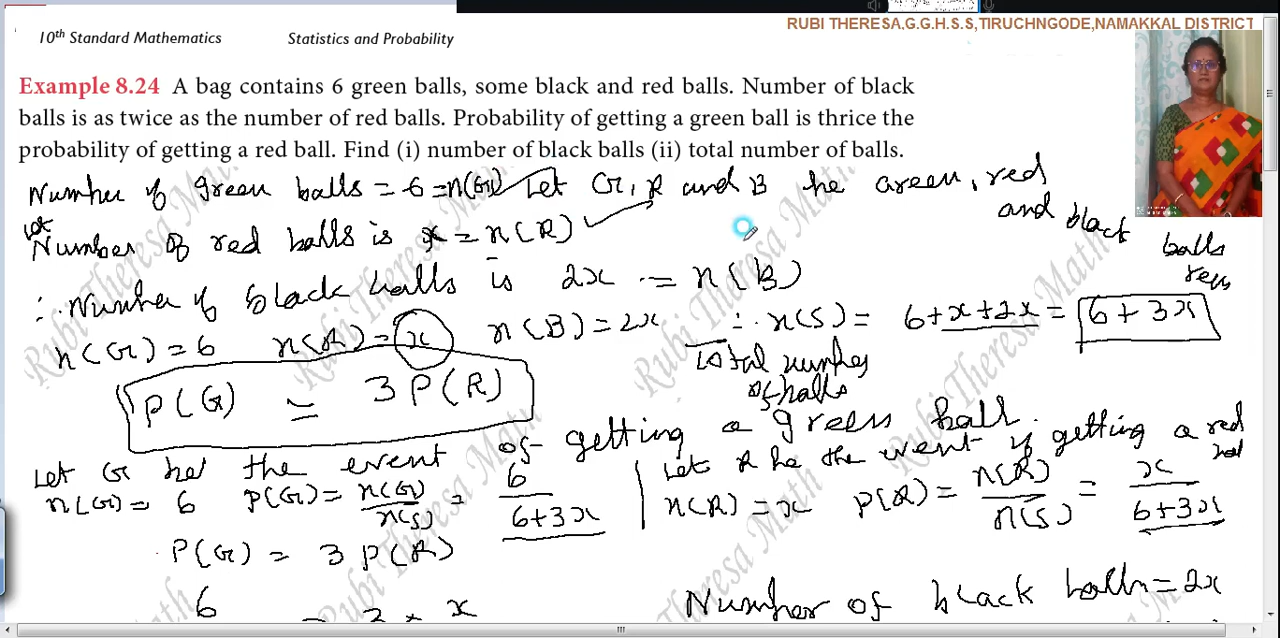 RUBI THERESA,G.G.H.S.S,TIRUCHNGODE,NAMAKKAL DISTRICT
10th Standard Mathematics Statistics and Probability
Example 8.24 A bag contains 6 green balls, some black and red balls. Number of black
balls is as twice as the number of red balls. Probability of getting a green ball is thrice the
probability of getting a red ball. Find (i) number of black balls (ii) total number of balls.
Number of green balls = 6 = n(G) Let G, R and B be green, red
and black balls
Let
Number of red balls is x = n(R)
∴ Number of black balls is 2x = n(B)
n(G) = 6 n(R) = x n(B) = 2x ∴ n(S) = 6+x+2x = 6+3x
Total number
of balls
P(G) = 3 P(R)
Let G be the event of getting a green ball.
n(G) = 6 P(G) = n(G)/n(S) = 6/6+3x
Let R be the event of getting a red
n(R) = x P(R) = n(R)/n(S) = x/6+3x
P(G) = 3 P(R)
6 x
Number of black balls = 2x
Rubi Theresa Math